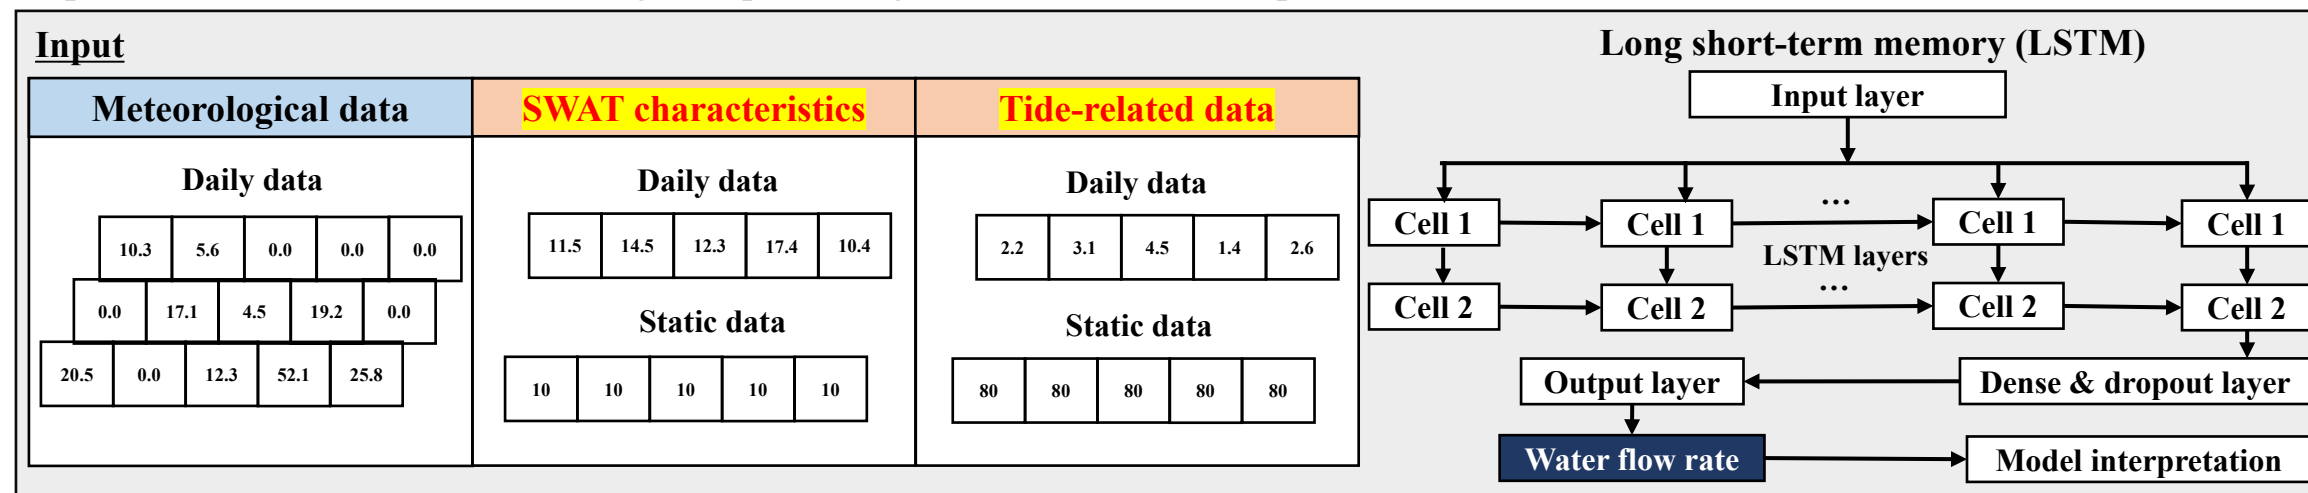 Input
Meteorological data
SWAT characteristics
Tide-related data
Daily data
10.3 5.6 0.0 0.0 0.0
0.0 17.1 4.5 19.2 0.0
20.5 0.0 12.3 52.1 25.8
Daily data
11.5 14.5 12.3 17.4 10.4
Static data
10 10 10 10 10
Daily data
2.2 3.1 4.5 1.4 2.6
Static data
80 80 80 80 80
Long short-term memory (LSTM)
Input layer
...
Cell 1 Cell 1 Cell 1 Cell 1
LSTM layers
...
Cell 2 Cell 2 Cell 2 Cell 2
Output layer Dense & dropout layer
Water flow rate Model interpretation